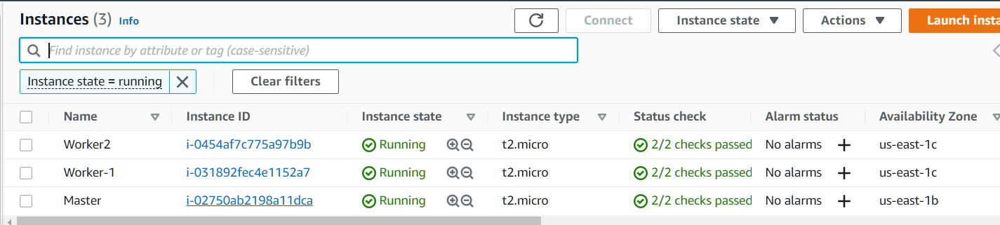 Instances (3) Info Connect Instance state Actions Launch insta
Find instance by attribute or tag (case-sensitive)
Instance state = running Clear filters
Name Instance ID Instance state Instance type Status check Alarm status Availability Zone
Worker2 i-0454af7c775a97b9b Running t2.micro 2/2 checks passed No alarms + us-east-1c
Worker-1 i-031892fec4e1152a7 Running t2.micro 2/2 checks passed No alarms + us-east-1c
Master i-02750ab2198a11dca Running t2.micro 2/2 checks passed No alarms + us-east-1b